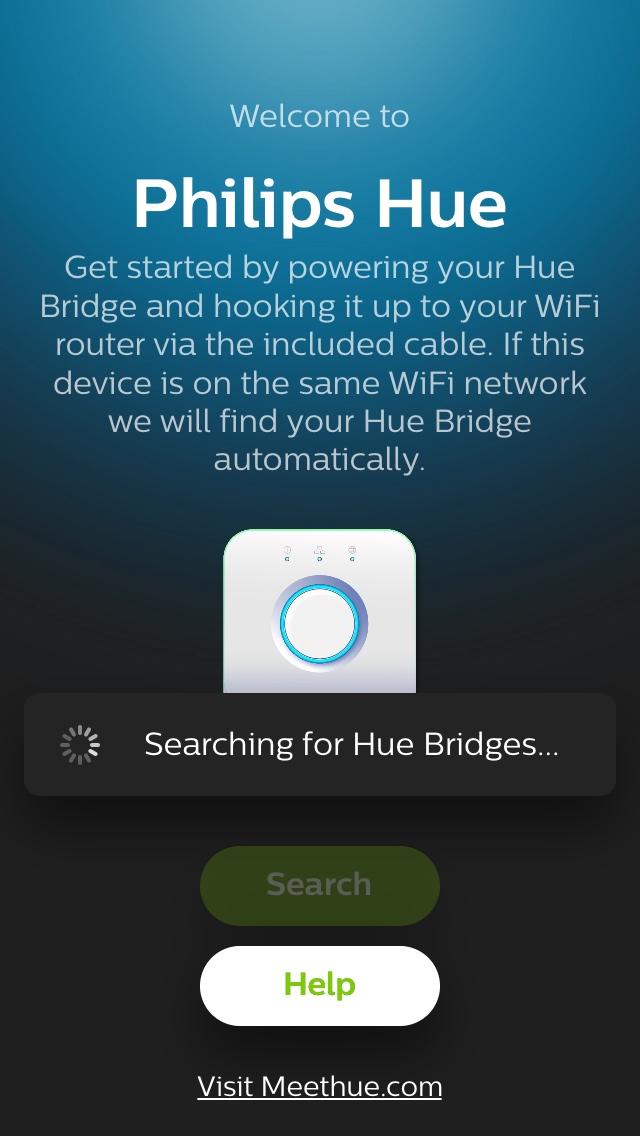 Welcome to
Philips Hue
Get started by powering your Hue
Bridge and hooking it up to your WiFi
router via the included cable. If this
device is on the same WiFi network
we will find your Hue Bridge
automatically.
Searching for Hue Bridges...
Search
Help
Visit Meethue.com